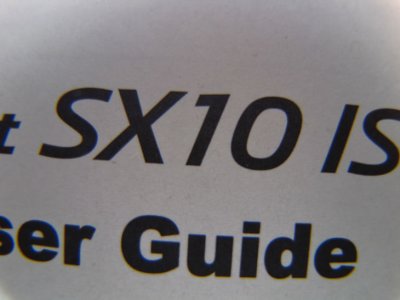 t SX10 IS
ser Guide